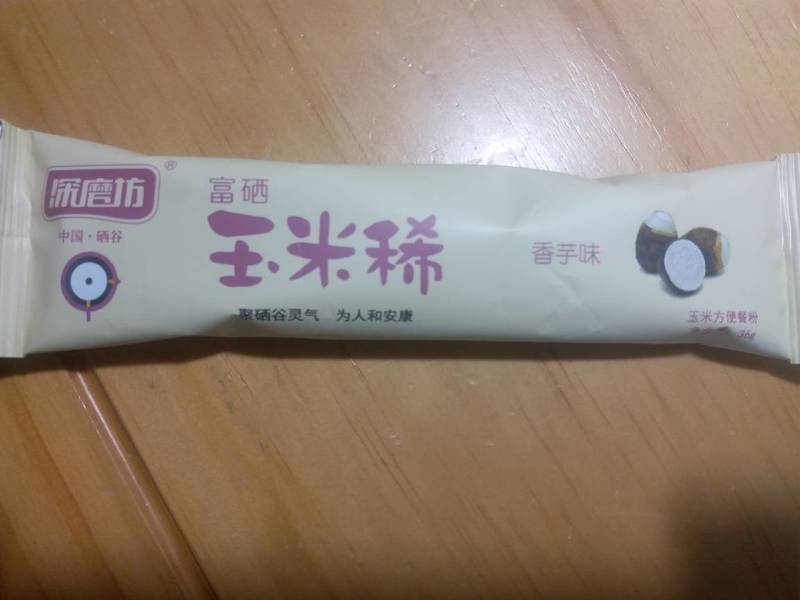 深磨坊®
中国·硒谷
富硒
玉米稀
聚硒谷灵气 为人和安康
香芋味
玉米方便餐粉
36g